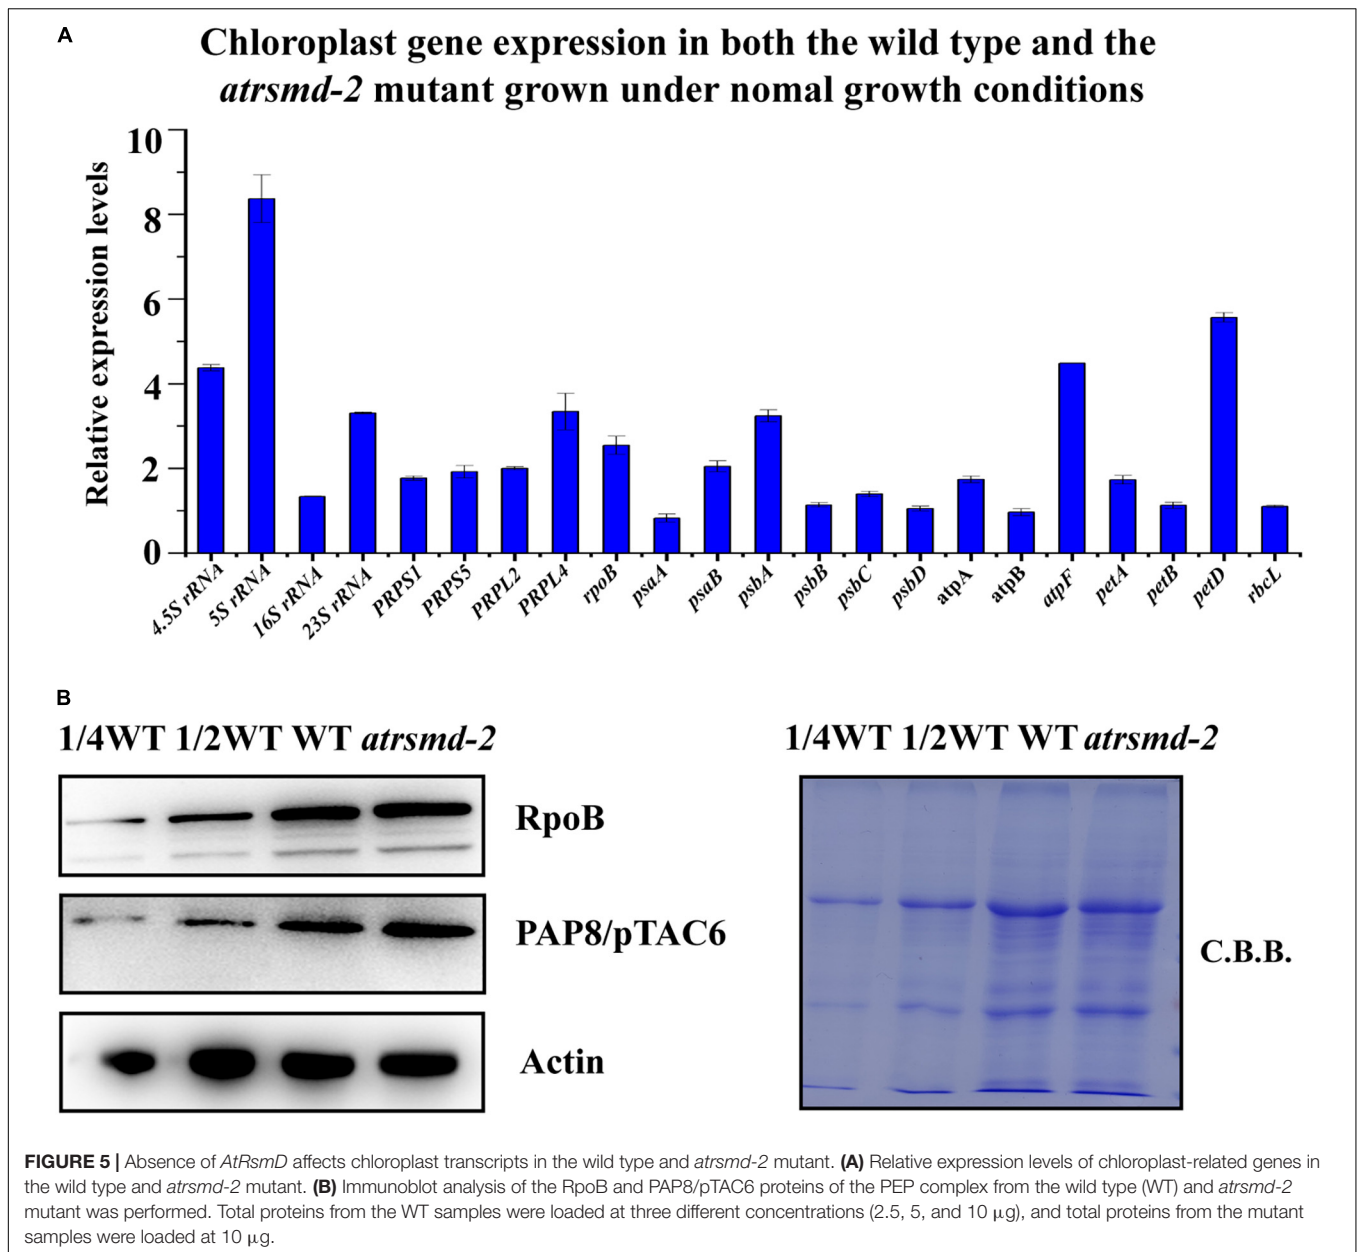 A
Chloroplast gene expression in both the wild type and the
atrsmd-2 mutant grown under nomal growth conditions
Relative expression levels
10
8
6
4
2
0
4.5S rRNA
5S rRNA
16S rRNA
23S rRNA
PRPS1
PRPS5
PRPL2
PRPL4
rpoB
psaA
psaB
psbA
psbB
psbC
psbD
atpA
atpB
atpF
petA
petB
petD
rbcL
B
1/4WT 1/2WT WT atrsmd-2
RpoB
PAP8/pTAC6
Actin
1/4WT 1/2WT WT atrsmd-2
C.B.B.
FIGURE 5 | Absence of AtRsmD affects chloroplast transcripts in the wild type and atrsmd-2 mutant. (A) Relative expression levels of chloroplast-related genes in
the wild type and atrsmd-2 mutant. (B) Immunoblot analysis of the RpoB and PAP8/pTAC6 proteins of the PEP complex from the wild type (WT) and atrsmd-2
mutant was performed. Total proteins from the WT samples were loaded at three different concentrations (2.5, 5, and 10 μg), and total proteins from the mutant
samples were loaded at 10 μg.